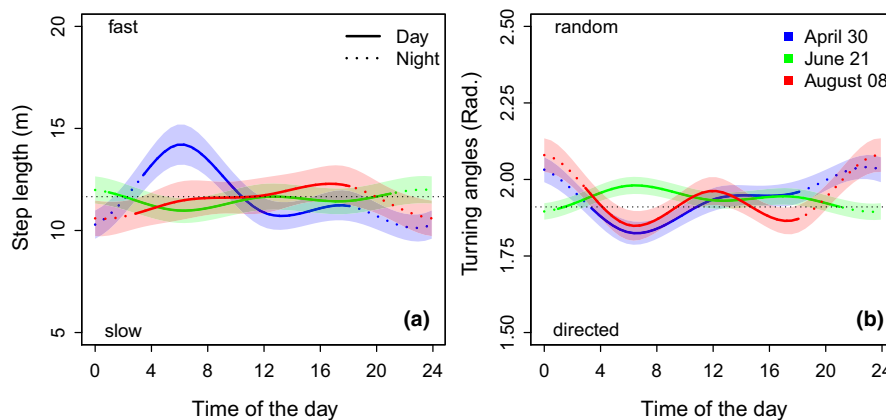 fast
Day
Night
Step length (m)
20
15
10
5
slow
(a)
0 4 8 12 16 20 24
Time of the day
random
April 30
June 21
August 08
Turning angles (Rad.)
2.50
2.25
2.00
1.75
1.50
directed
(b)
0 4 8 12 16 20 24
Time of the day